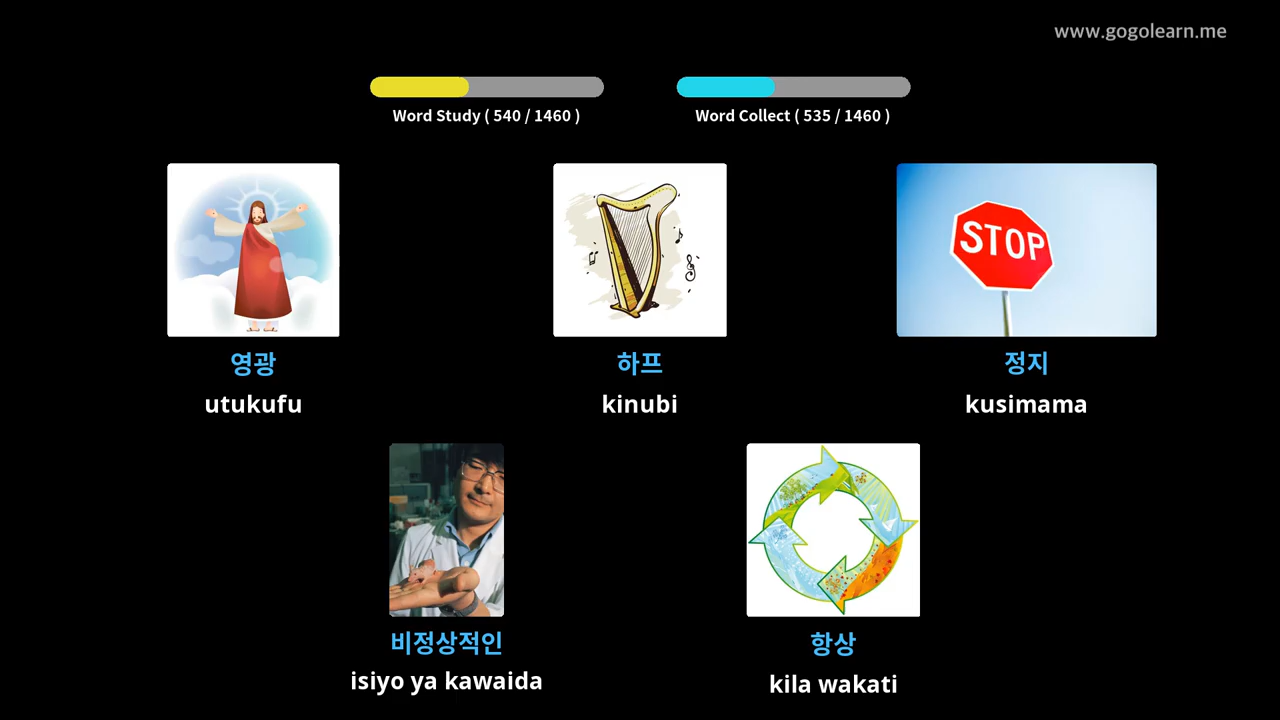 www.gogolearn.me
Word Study ( 540 / 1460 )
Word Collect ( 535 / 1460 )
STOP
영광
하프
정지
utukufu
kinubi
kusimama
비정상적인
항상
isiyo ya kawaida
kila wakati